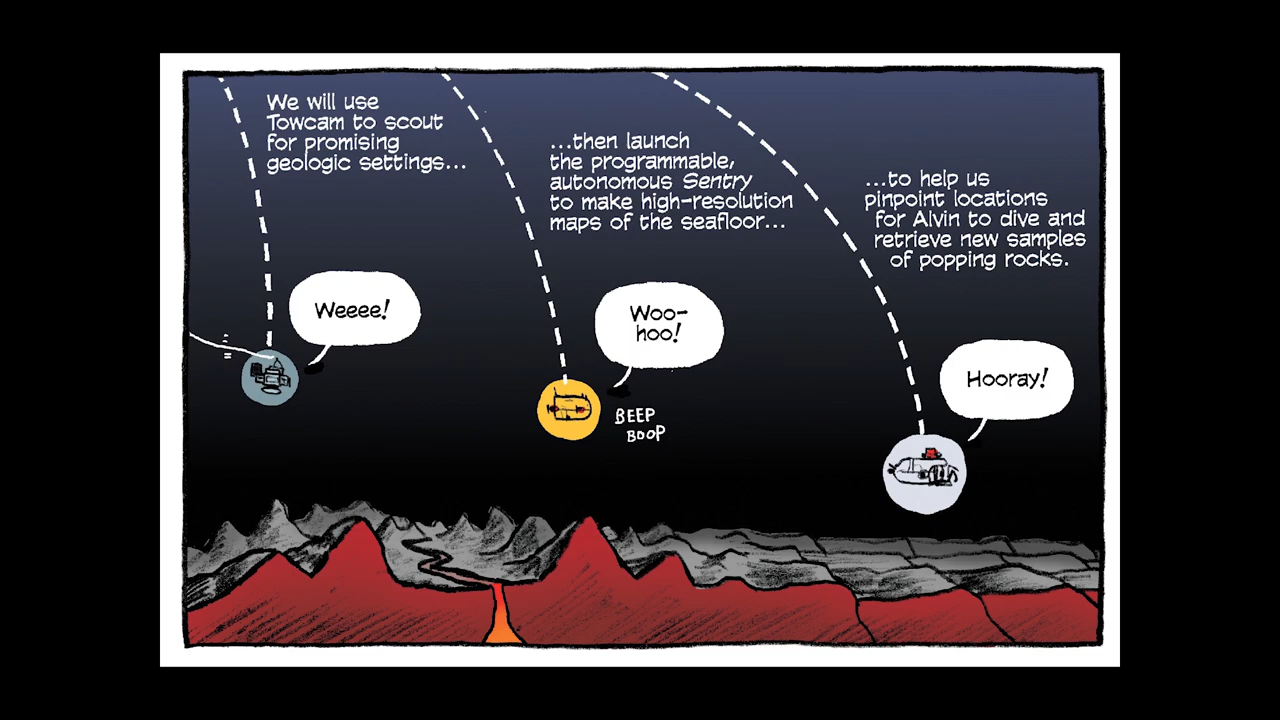 We will use
Towcam to scout
for promising
geologic settings...
...then launch
the programmable,
autonomous Sentry
to make high-resolution
maps of the seafloor...
...to help us
pinpoint locations
for Alvin to dive and
retrieve new samples
of popping rocks.
Weeee!
Woo-
hoo!
BEEP
BOOP
Hooray!